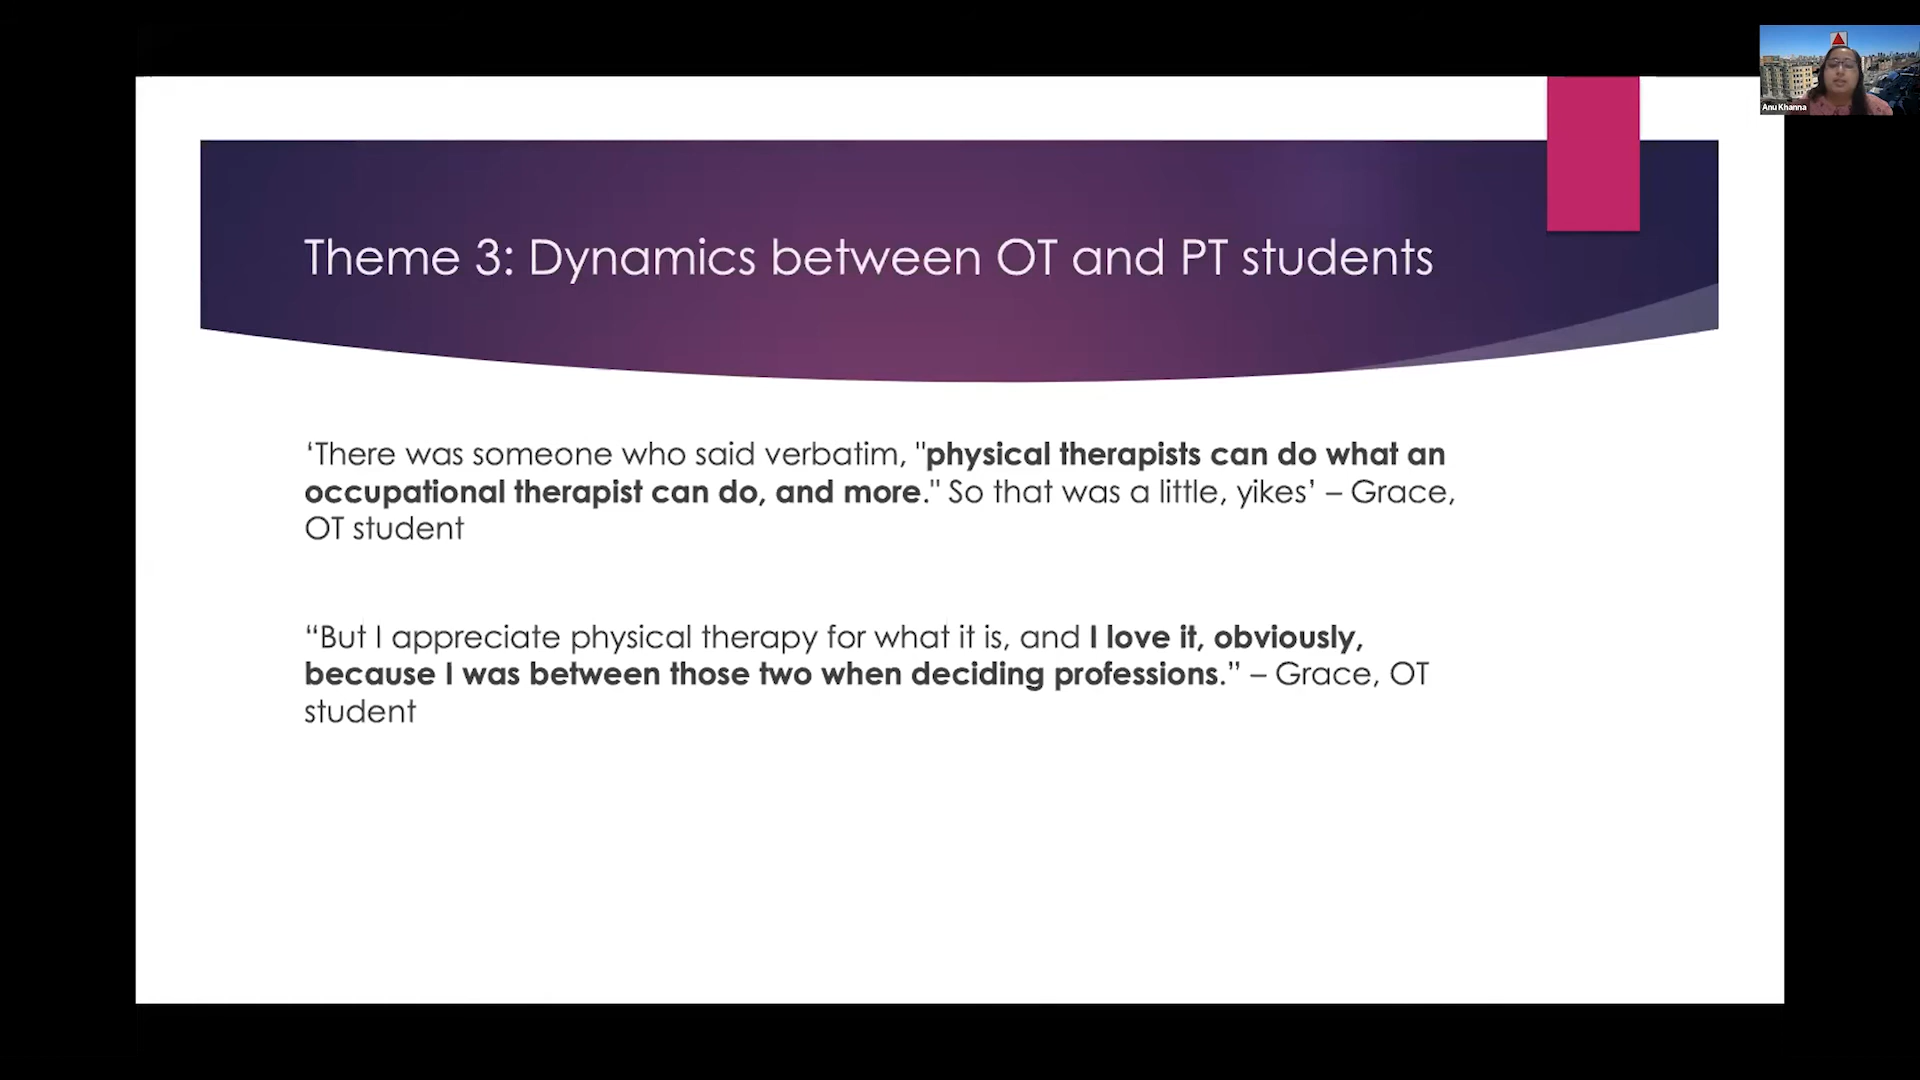 Anu Khanna
Theme 3: Dynamics between OT and PT students
‘There was someone who said verbatim, "physical therapists can do what an
occupational therapist can do, and more." So that was a little, yikes’ – Grace,
OT student
“But I appreciate physical therapy for what it is, and I love it, obviously,
because I was between those two when deciding professions.” – Grace, OT
student